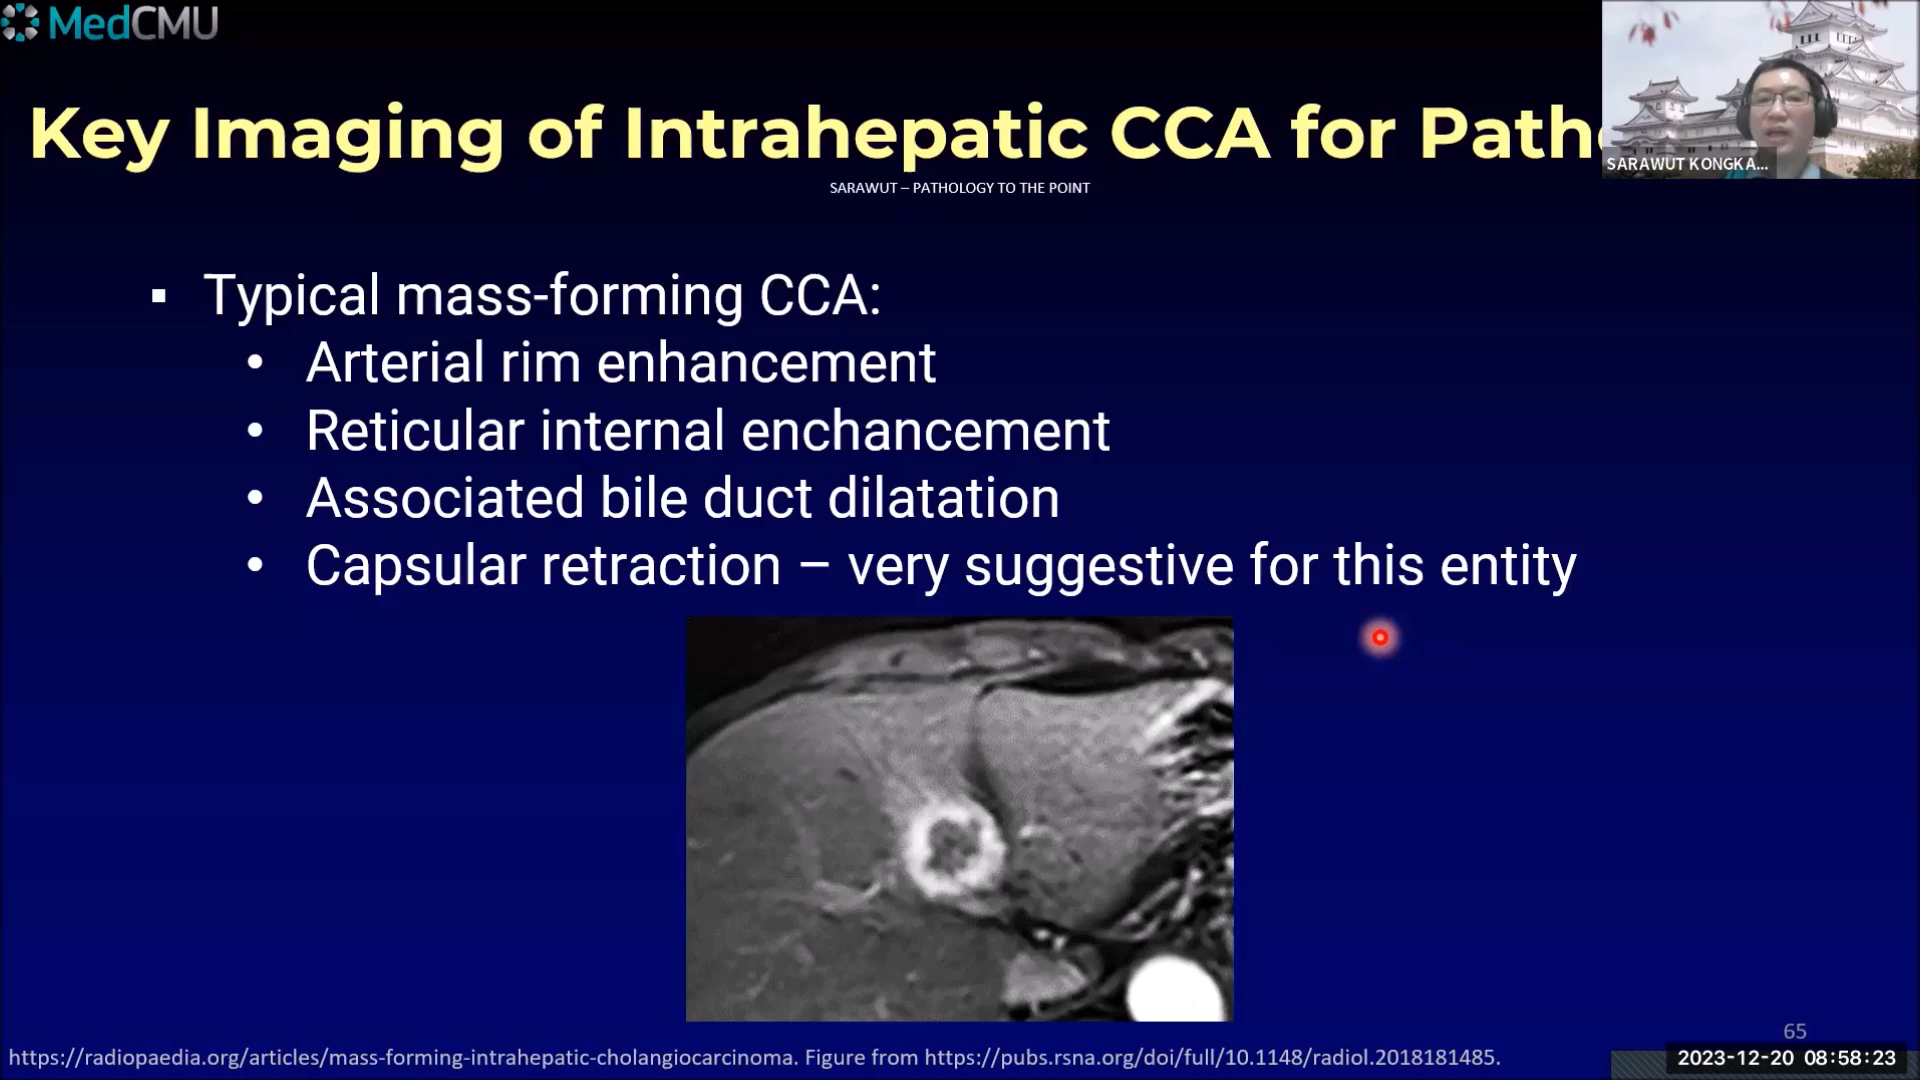 MedCMU
Key Imaging of Intrahepatic CCA for Path
SARAWUT KONGKA...
SARAWUT – PATHOLOGY TO THE POINT
▪ Typical mass-forming CCA:
• Arterial rim enhancement
• Reticular internal enchancement
• Associated bile duct dilatation
• Capsular retraction – very suggestive for this entity
65
https://radiopaedia.org/articles/mass-forming-intrahepatic-cholangiocarcinoma. Figure from https://pubs.rsna.org/doi/full/10.1148/radiol.2018181485.
2023-12-20 08:58:23